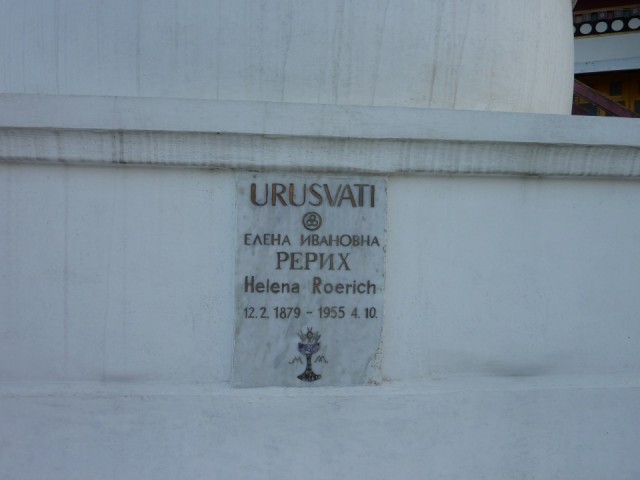 URUSVATI
ЕЛЕНА ИВАНОВНА
РЕРИХ
Helena Roerich
12.2. 1879 - 1955 4. 10.